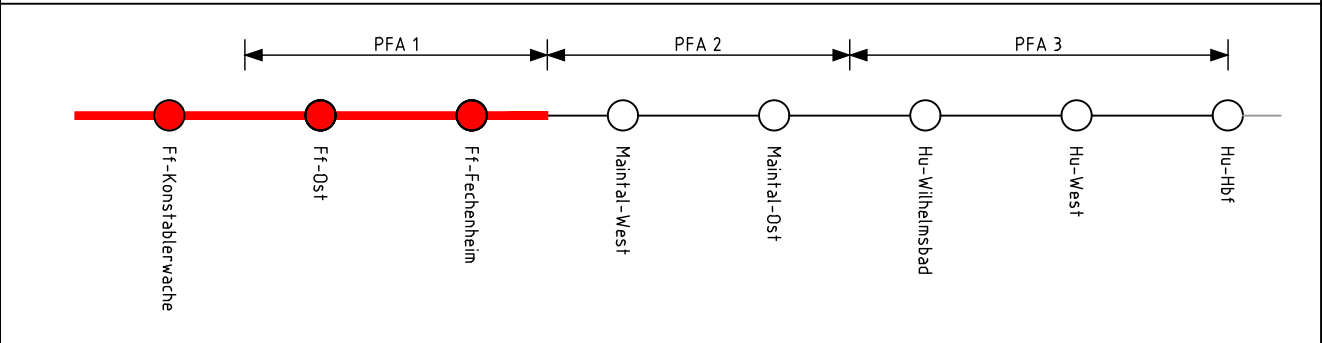 PFA 1
PFA 2
PFA 3
Ff-Konstablerwache
Ff-Ost
Ff-Fechenheim
Maintal-West
Maintal-Ost
Hu-Wilhelmsbad
Hu-West
Hu-Hbf